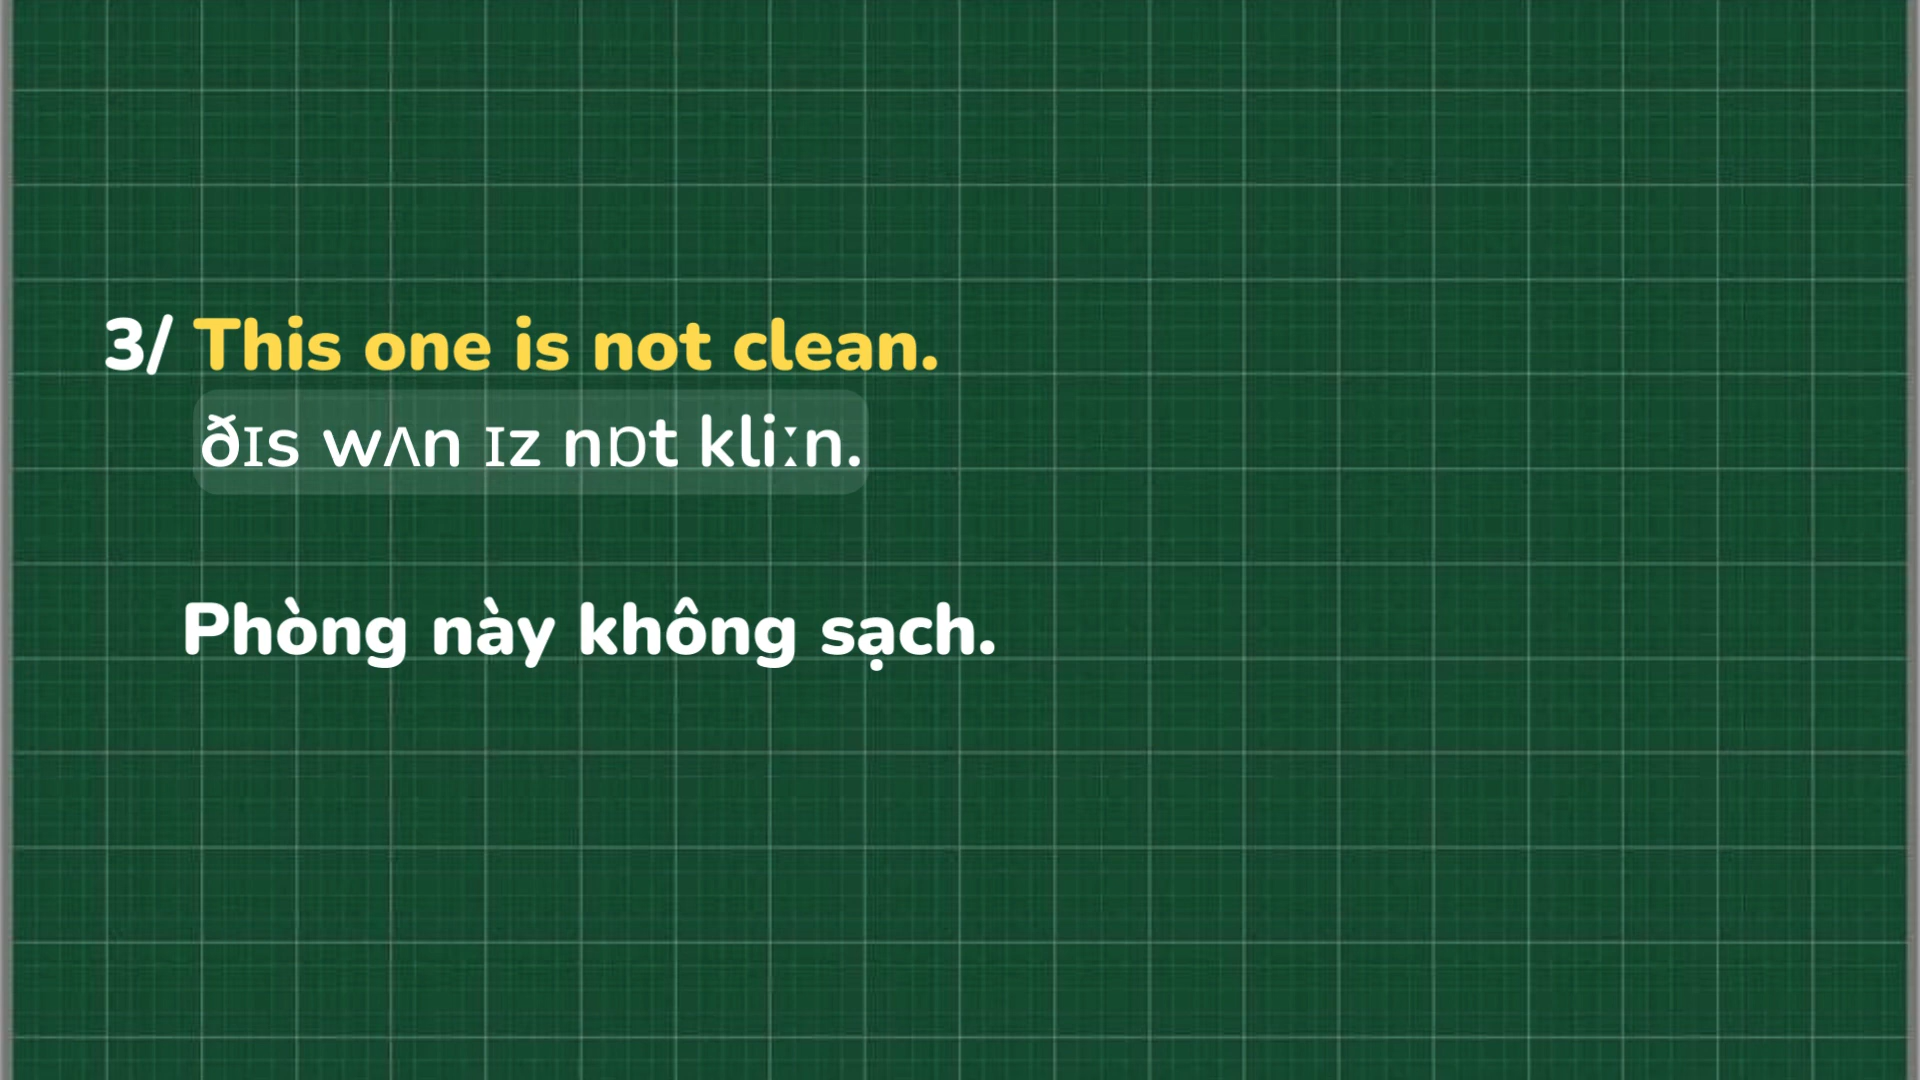 3/ This one is not clean.
ðɪs wʌn ɪz nɒt kliːn.
Phòng này không sạch.